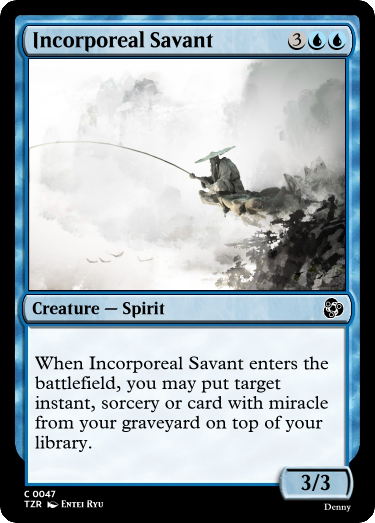 Incorporeal Savant 3
Creature — Spirit
When Incorporeal Savant enters the
battlefield, you may put target
instant, sorcery or card with miracle
from your graveyard on top of your
library.
3/3
C 0047
TZR Entei Ryu
Denny